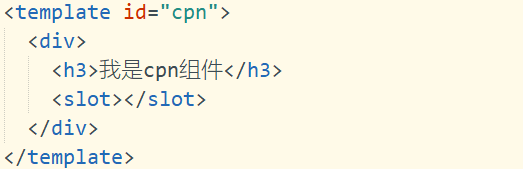 <template id="cpn">
  <div>
    <h3>我是cpn组件</h3>
    <slot></slot>
  </div>
</template>